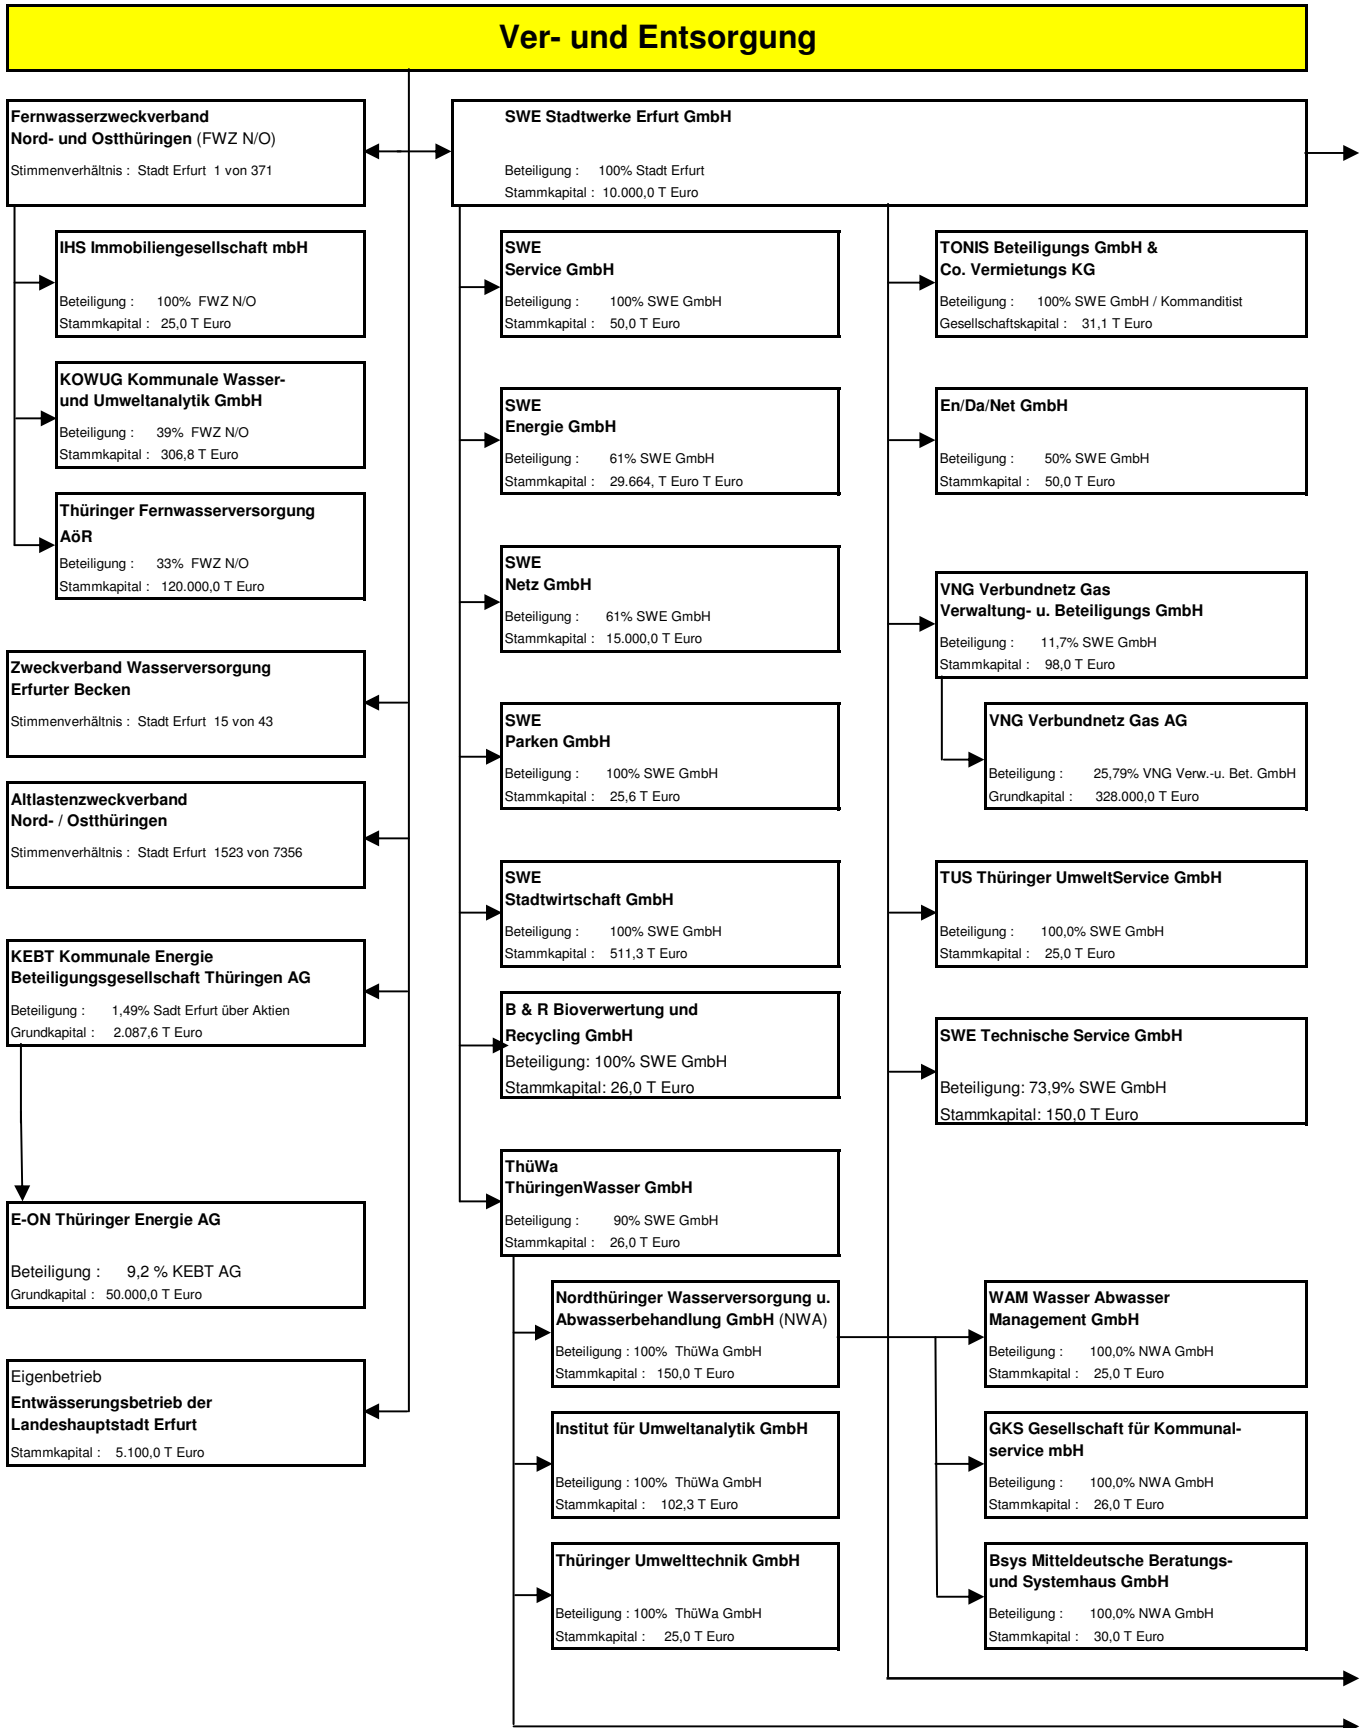 Ver- und Entsorgung
Fernwasserzweckverband
Nord- und Ostthüringen (FWZ N/O)
Stimmenverhältnis : Stadt Erfurt 1 von 371
IHS Immobiliengesellschaft mbH
Beteiligung : 100% FWZ N/O
Stammkapital : 25,0 T Euro
KOWUG Kommunale Wasser-
und Umweltanalytik GmbH
Beteiligung : 39% FWZ N/O
Stammkapital : 306,8 T Euro
Thüringer Fernwasserversorgung
AöR
Beteiligung : 33% FWZ N/O
Stammkapital : 120.000,0 T Euro
Zweckverband Wasserversorgung
Erfurter Becken
Stimmenverhältnis : Stadt Erfurt 15 von 43
Altlastenzweckverband
Nord- / Ostthüringen
Stimmenverhältnis : Stadt Erfurt 1523 von 7356
KEBT Kommunale Energie
Beteiligungsgesellschaft Thüringen AG
Beteiligung : 1,49% Sadt Erfurt über Aktien
Grundkapital : 2.087,6 T Euro
E-ON Thüringer Energie AG
Beteiligung : 9,2 % KEBT AG
Grundkapital : 50.000,0 T Euro
Eigenbetrieb
Entwässerungsbetrieb der
Landeshauptstadt Erfurt
Stammkapital : 5.100,0 T Euro
SWE Stadtwerke Erfurt GmbH
Beteiligung : 100% Stadt Erfurt
Stammkapital : 10.000,0 T Euro
SWE
Service GmbH
Beteiligung : 100% SWE GmbH
Stammkapital : 50,0 T Euro
SWE
Energie GmbH
Beteiligung : 61% SWE GmbH
Stammkapital : 29.664, T Euro T Euro
SWE
Netz GmbH
Beteiligung : 61% SWE GmbH
Stammkapital : 15.000,0 T Euro
SWE
Parken GmbH
Beteiligung : 100% SWE GmbH
Stammkapital : 25,6 T Euro
SWE
Stadtwirtschaft GmbH
Beteiligung : 100% SWE GmbH
Stammkapital : 511,3 T Euro
B & R Bioverwertung und
Recycling GmbH
Beteiligung: 100% SWE GmbH
Stammkapital: 26,0 T Euro
ThüWa
ThüringenWasser GmbH
Beteiligung : 90% SWE GmbH
Stammkapital : 26,0 T Euro
Nordthüringer Wasserversorgung u.
Abwasserbehandlung GmbH (NWA)
Beteiligung : 100% ThüWa GmbH
Stammkapital : 150,0 T Euro
Institut für Umweltanalytik GmbH
Beteiligung : 100% ThüWa GmbH
Stammkapital : 102,3 T Euro
Thüringer Umwelttechnik GmbH
Beteiligung : 100% ThüWa GmbH
Stammkapital : 25,0 T Euro
TONIS Beteiligungs GmbH &
Co. Vermietungs KG
Beteiligung : 100% SWE GmbH / Kommanditist
Gesellschaftskapital : 31,1 T Euro
En/Da/Net GmbH
Beteiligung : 50% SWE GmbH
Stammkapital : 50,0 T Euro
VNG Verbundnetz Gas
Verwaltung- u. Beteiligungs GmbH
Beteiligung : 11,7% SWE GmbH
Stammkapital : 98,0 T Euro
VNG Verbundnetz Gas AG
Beteiligung : 25,79% VNG Verw.-u. Bet. GmbH
Grundkapital : 328.000,0 T Euro
TUS Thüringer UmweltService GmbH
Beteiligung : 100,0% SWE GmbH
Stammkapital : 25,0 T Euro
SWE Technische Service GmbH
Beteiligung: 73,9% SWE GmbH
Stammkapital: 150,0 T Euro
WAM Wasser Abwasser
Management GmbH
Beteiligung : 100,0% NWA GmbH
Stammkapital : 25,0 T Euro
GKS Gesellschaft für Kommunal-
service mbH
Beteiligung : 100,0% NWA GmbH
Stammkapital : 26,0 T Euro
Bsys Mitteldeutsche Beratungs-
und Systemhaus GmbH
Beteiligung : 100,0% NWA GmbH
Stammkapital : 30,0 T Euro